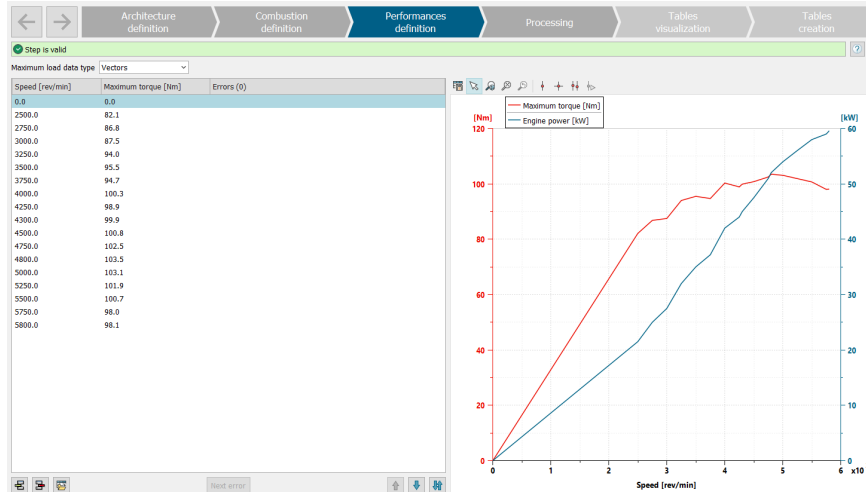 Architecture definition
Combustion definition
Performances definition
Processing
Tables visualization
Tables creation
Step is valid
?
Maximum load data type Vectors
Speed [rev/min] Maximum torque [Nm] Errors (0)
0.0 0.0
2500.0 82.1
2750.0 86.8
3000.0 87.5
3250.0 94.0
3500.0 95.5
3750.0 94.7
4000.0 100.3
4250.0 98.9
4300.0 99.9
4500.0 100.8
4750.0 102.5
4800.0 103.5
5000.0 103.1
5250.0 101.9
5500.0 100.7
5750.0 98.0
5800.0 98.1
Next error
Maximum torque [Nm]
Engine power [kW]
[Nm] [kW]
120 60
100 50
80 40
60 30
40 20
20 10
0 0
0 1 2 3 4 5 6 x10
Speed [rev/min]